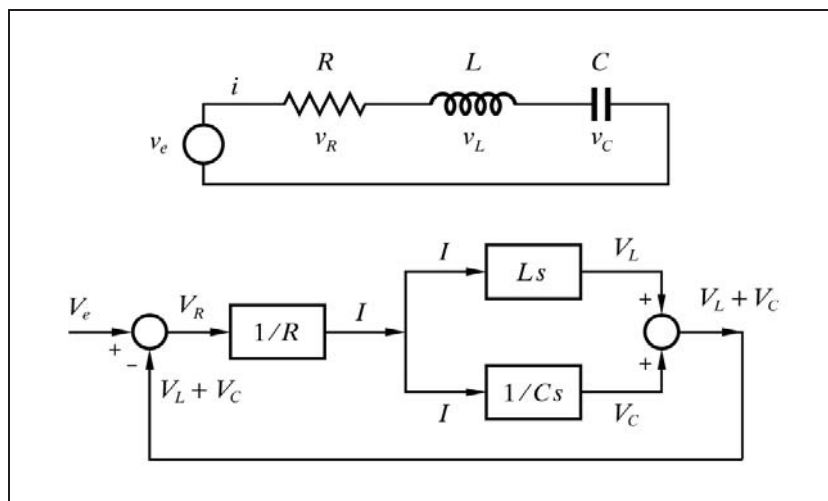 R L C
i
v_e v_R v_L v_C
I Ls V_L
V_e V_R 1/R I + V_L + V_C
+ −
V_L + V_C +
I 1/Cs V_C